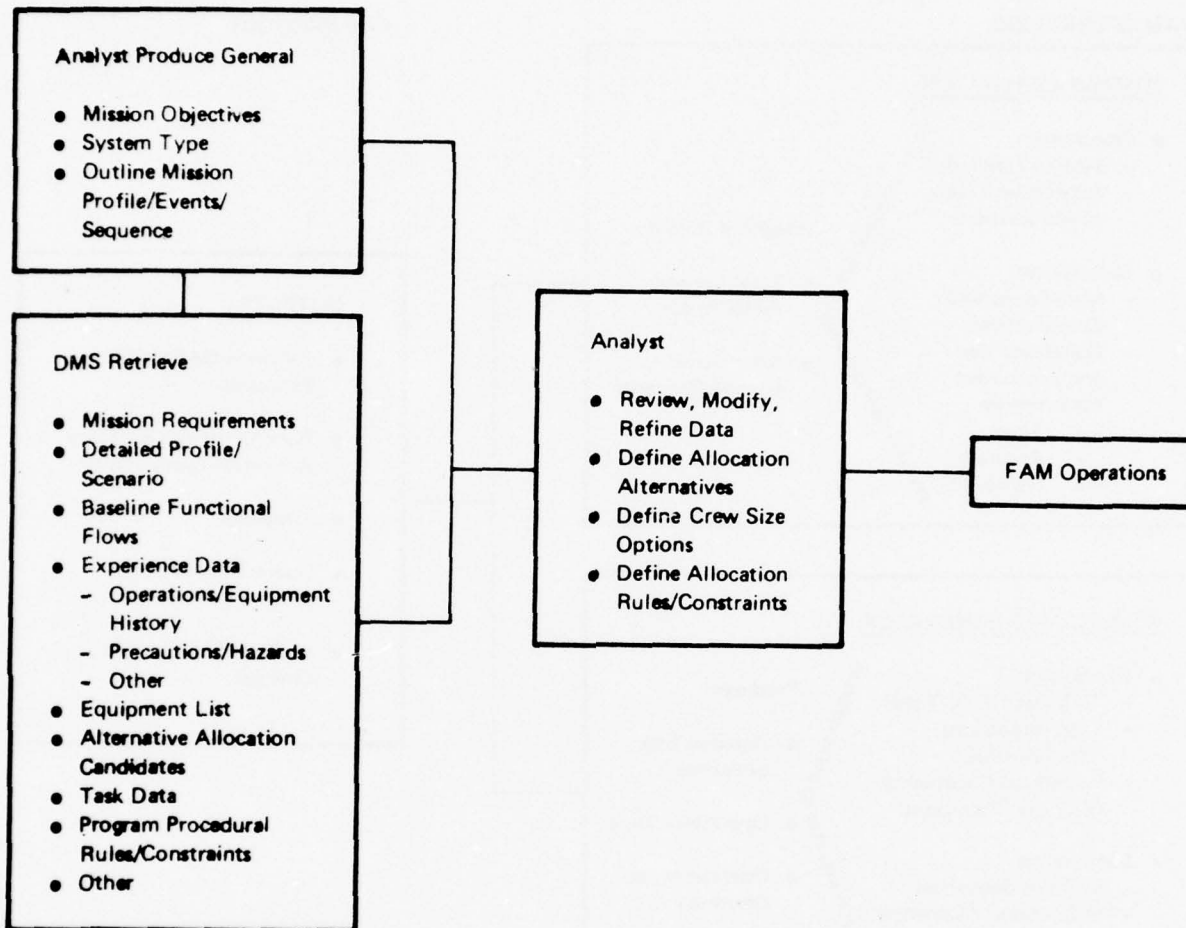 Analyst Produce General
● Mission Objectives
● System Type
● Outline Mission
Profile/Events/
Sequence
DMS Retrieve
● Mission Requirements
● Detailed Profile/
Scenario
● Baseline Functional
Flows
● Experience Data
– Operations/Equipment
History
– Precautions/Hazards
– Other
● Equipment List
● Alternative Allocation
Candidates
● Task Data
● Program Procedural
Rules/Constraints
● Other
Analyst
● Review, Modify,
Refine Data
● Define Allocation
Alternatives
● Define Crew Size
Options
● Define Allocation
Rules/Constraints
FAM Operations